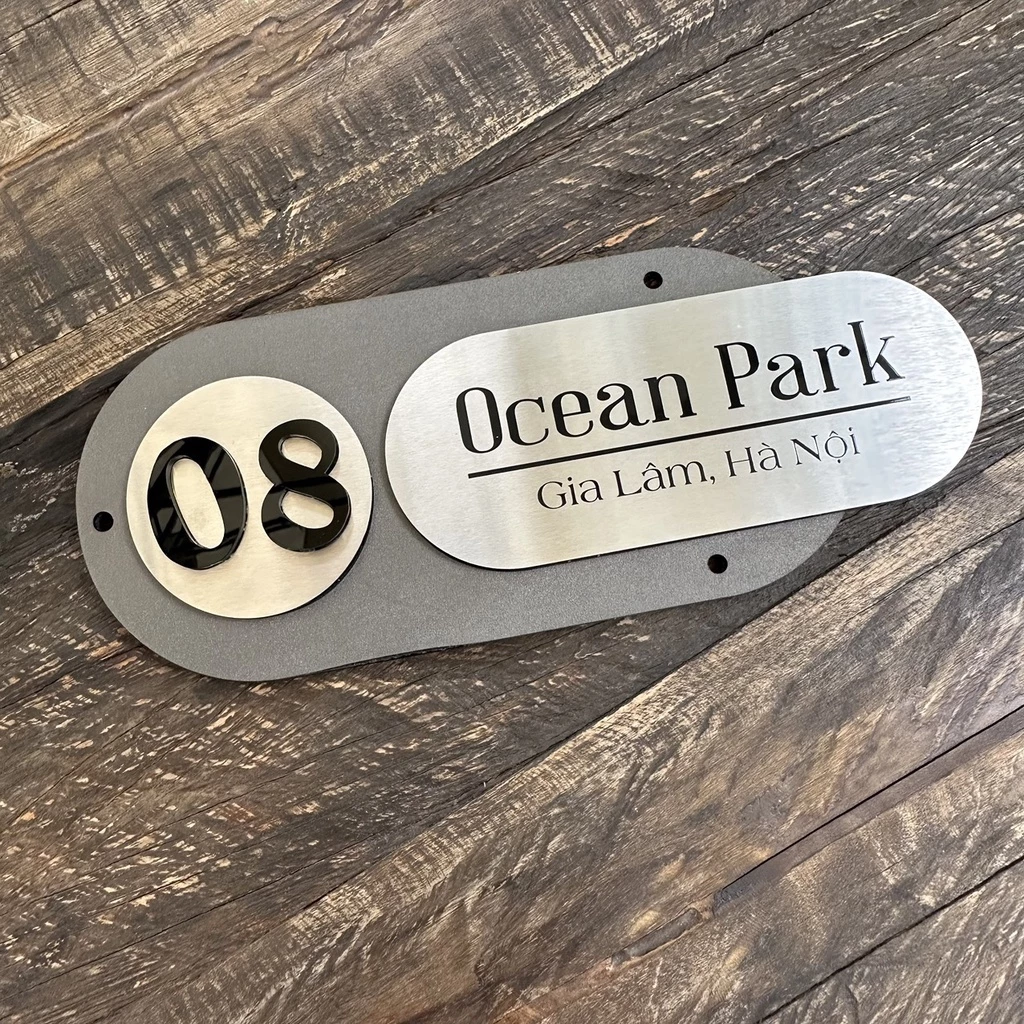 08
Ocean Park
Gia Lâm, Hà Nội